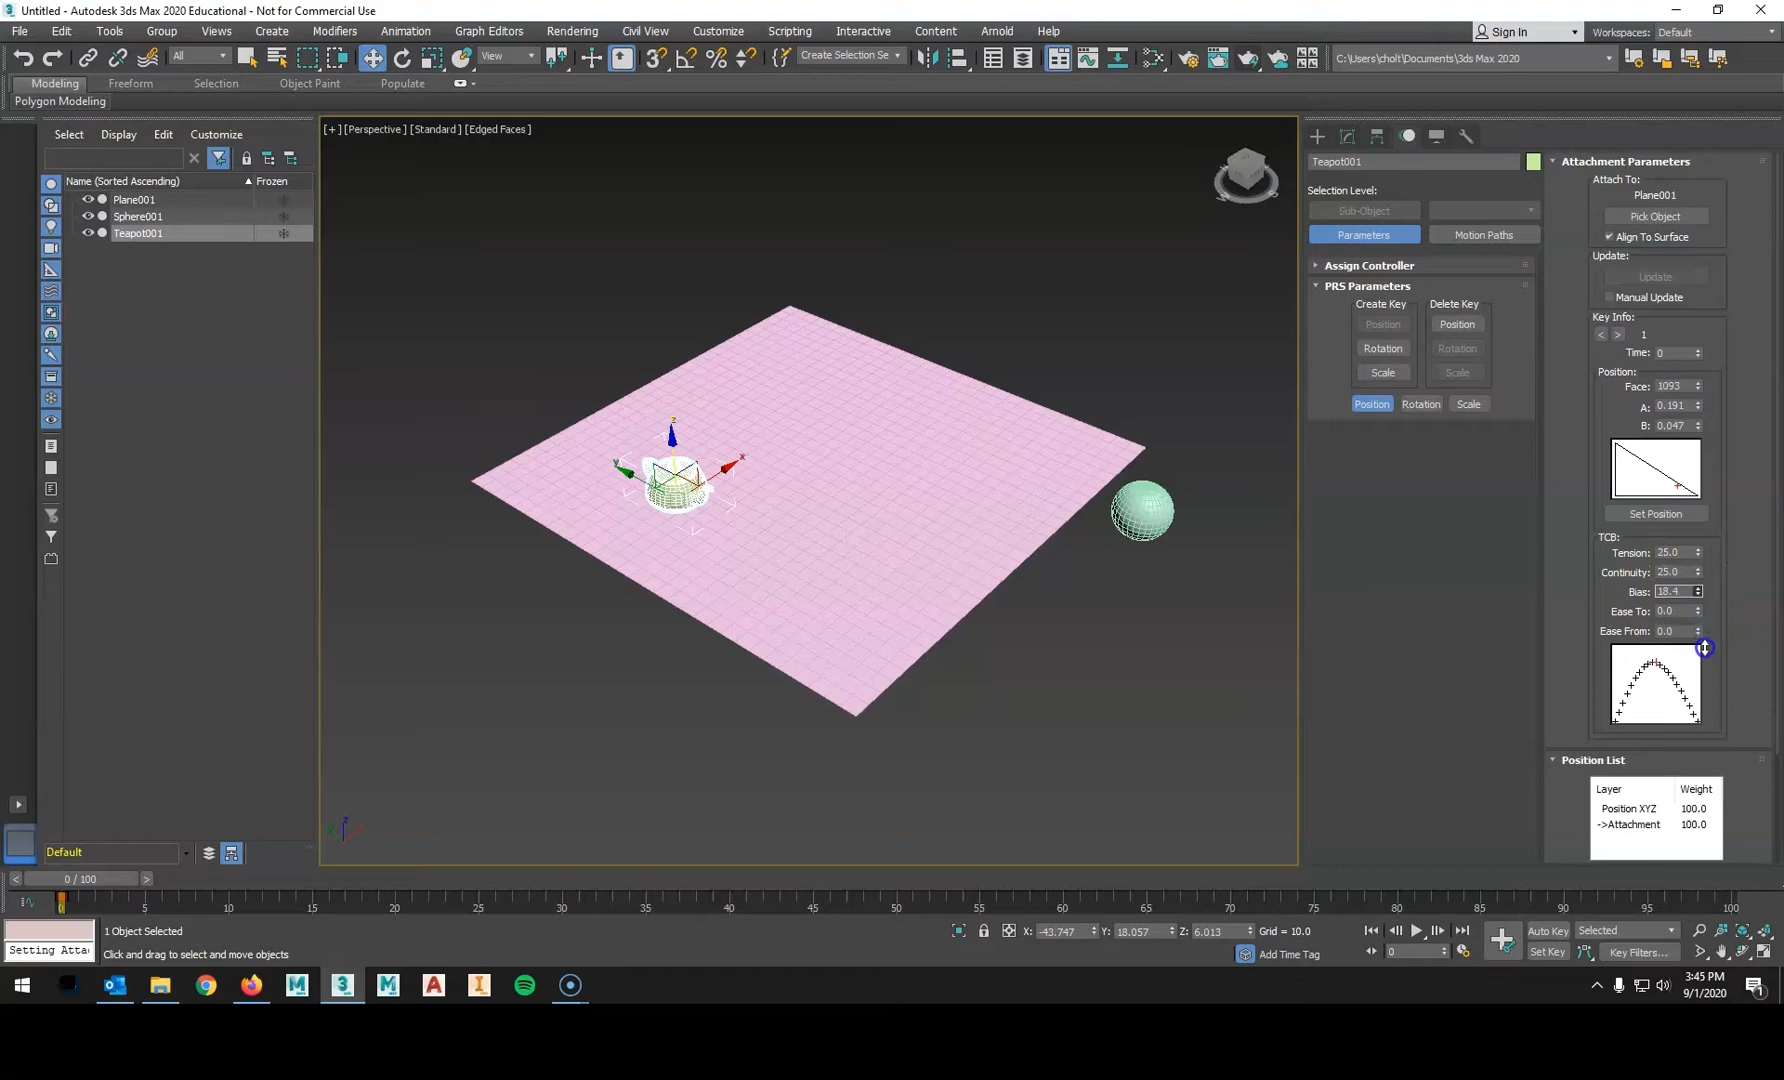 Untitled - Autodesk 3ds Max 2020 Educational - Not for Commercial Use
File Edit Tools Group Views Create Modifiers Animation Graph Editors Rendering Civil View Customize Scripting Interactive Content Arnold Help Sign In Workspaces: Default
All View Create Selection Se C:\Users\cholt\Documents\3ds Max 2020
Modeling Freeform Selection Object Paint Populate
Polygon Modeling
Select Display Edit Customize
Name (Sorted Ascending) Frozen
Plane001
Sphere001
Teapot001
[+] [Perspective] [Standard] [Edged Faces]
z
x
y
Teapot001
Selection Level:
Sub-Object
Parameters Motion Paths
Assign Controller
PRS Parameters
Create Key Delete Key
Position Position
Rotation Rotation
Scale Scale
Position Rotation Scale
Attachment Parameters
Attach To:
Plane001
Pick Object
Align To Surface
Update:
Update
Manual Update
Key Info:
< > 1
Time: 0
Position:
Face: 1093
A: 0.191
B: 0.047
Set Position
TCB:
Tension: 25.0
Continuity: 25.0
Bias: 18.4
Ease To: 0.0
Ease From: 0.0
Position List
Layer Weight
Position XYZ 100.0
->Attachment 100.0
Default
< 0 / 100 >
0 5 10 15 20 25 30 35 40 45 50 55 60 65 70 75 80 85 90 95 100
1 Object Selected X: -43.747 Y: 18.057 Z: 6.013 Grid = 10.0 Auto Key Selected
Setting Atta Click and drag to select and move objects Add Time Tag 0 Set Key Key Filters...
3:45 PM
9/1/2020